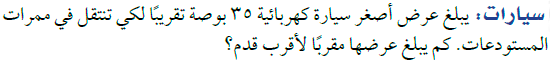 سيارات: يبلغ عرض أصغر سيارة كهربائية ٣٥ بوصة تقريبًا لكي تنتقل في ممرات
المستودعات. كم يبلغ عرضها مقربًا لأقرب قدم؟